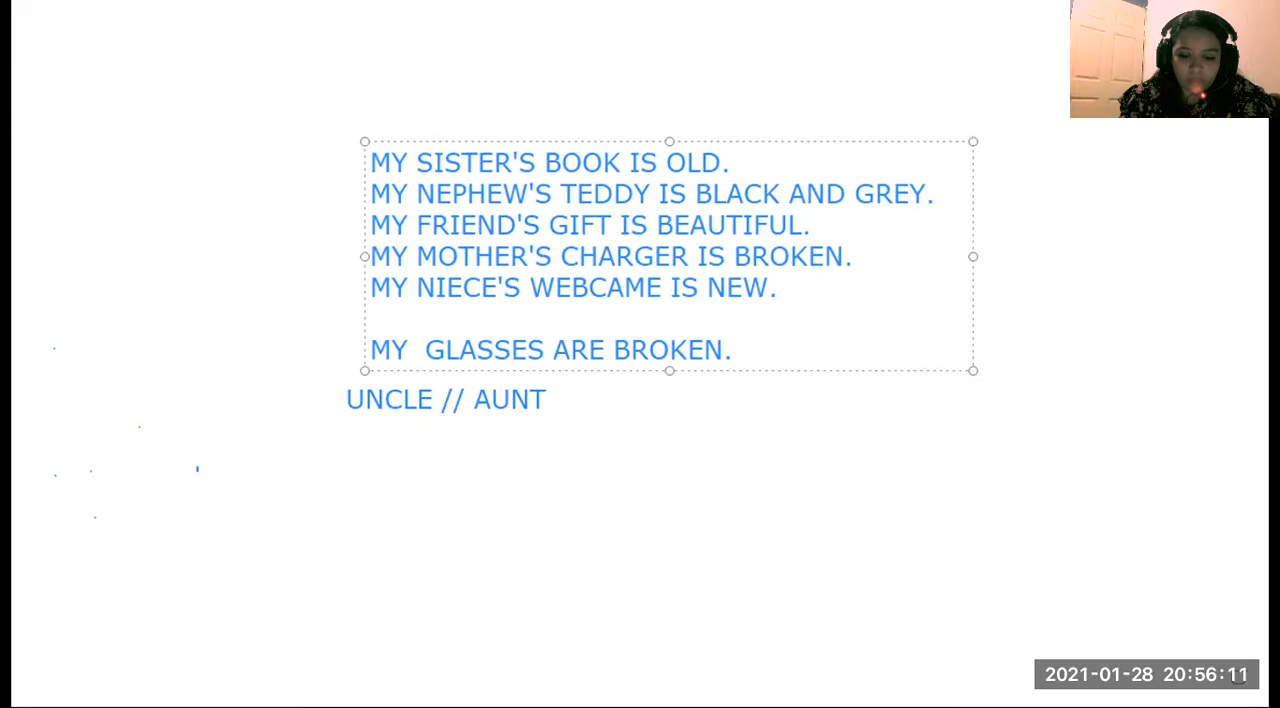 MY SISTER'S BOOK IS OLD.
MY NEPHEW'S TEDDY IS BLACK AND GREY.
MY FRIEND'S GIFT IS BEAUTIFUL.
MY MOTHER'S CHARGER IS BROKEN.
MY NIECE'S WEBCAME IS NEW.
MY  GLASSES ARE BROKEN.
UNCLE // AUNT
2021-01-28 20:56:11